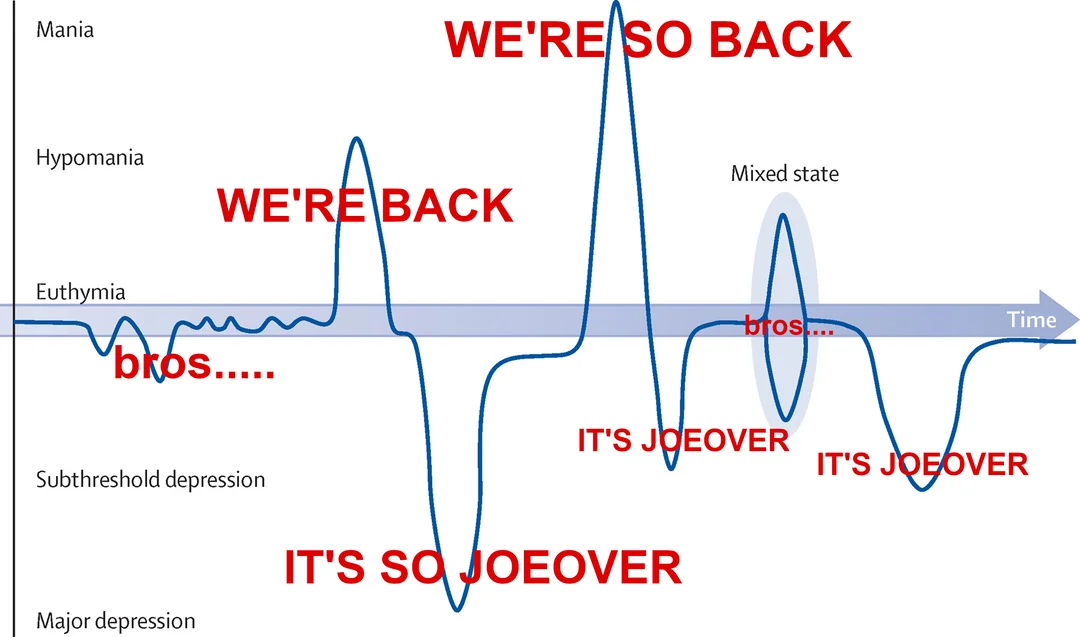 Mania
WE'RE SO BACK
Hypomania
Mixed state
WE'RE BACK
Euthymia
Time
bros....
bros.....
IT'S JOEOVER
IT'S JOEOVER
Subthreshold depression
IT'S SO JOEOVER
Major depression